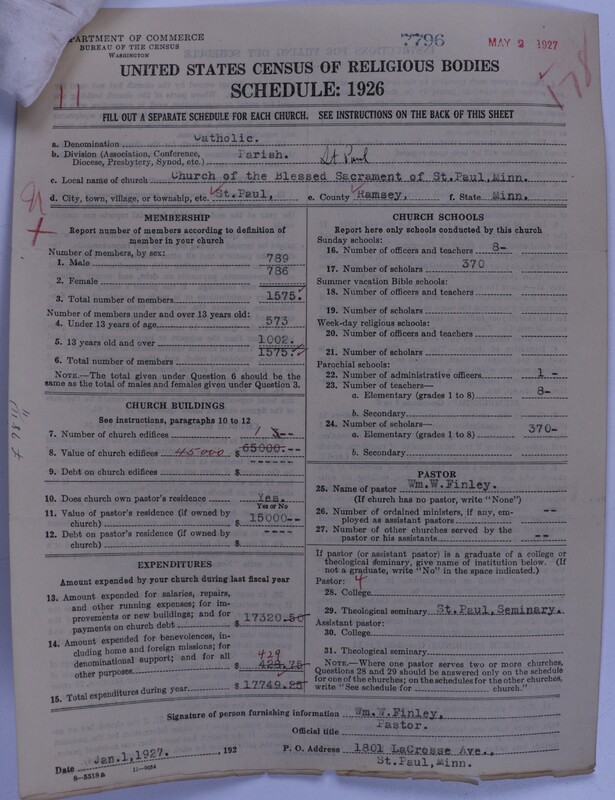 DEPARTMENT OF COMMERCE
BUREAU OF THE CENSUS
WASHINGTON
7796
MAY 2 1927
178
UNITED STATES CENSUS OF RELIGIOUS BODIES
SCHEDULE: 1926
11
FILL OUT A SEPARATE SCHEDULE FOR EACH CHURCH. SEE INSTRUCTIONS ON THE BACK OF THIS SHEET
a. Denomination Catholic.
b. Division (Association, Conference, Diocese, Presbytery, Synod, etc.) Parish. St Paul
c. Local name of church Church of the Blessed Sacrament of St.Paul,Minn.
d. City, town, village, or township, etc. St.Paul, e. County Ramsey, f. State Minn.
MEMBERSHIP
Report number of members according to definition of
member in your church
Number of members, by sex:
1. Male 789
2. Female 786
3. Total number of members 1575.
Number of members under and over 13 years old:
4. Under 13 years of age 573
5. 13 years old and over 1002.
6. Total number of members 1575.
NOTE.—The total given under Question 6 should be the
same as the total of males and females given under Question 3.
CHURCH BUILDINGS
See instructions, paragraphs 10 to 12
7. Number of church edifices 1 --
8. Value of church edifices 45000 $ 65000.--
9. Debt on church edifices $ ------
10. Does church own pastor's residence Yes.
Yes or No
11. Value of pastor's residence (if owned by
church) $ 15000--
12. Debt on pastor's residence (if owned by
church) $ ----
EXPENDITURES
Amount expended by your church during last fiscal year
13. Amount expended for salaries, repairs,
and other running expenses; for im-
provements or new buildings; and for
payments on church debt $ 17320.50
14. Amount expended for benevolences, in-
cluding home and foreign missions; for
denominational support; and for all
other purposes 429 $ 428.75
15. Total expenditures during year $ 17749.25
CHURCH SCHOOLS
Report here only schools conducted by this church
Sunday schools:
16. Number of officers and teachers 8-
17. Number of scholars 370
Summer vacation Bible schools:
18. Number of officers and teachers
19. Number of scholars
Week-day religious schools:
20. Number of officers and teachers
21. Number of scholars
Parochial schools:
22. Number of administrative officers 1 -
23. Number of teachers—
a. Elementary (grades 1 to 8) 8-
b. Secondary
24. Number of scholars—
a. Elementary (grades 1 to 8) 370-
b. Secondary
PASTOR
25. Name of pastor Wm.W.Finley.
(If church has no pastor, write "None")
26. Number of ordained ministers, if any, em-
ployed as assistant pastors --
27. Number of other churches served by the
pastor or his assistants --
If pastor (or assistant pastor) is a graduate of a college or
theological seminary, give name of institution below. (If
not a graduate, write "No" in the space indicated.)
Pastor: 4
28. College
29. Theological seminary St.Paul,Seminary.
Assistant pastor:
30. College
31. Theological seminary
NOTE.—Where one pastor serves two or more churches,
Questions 28 and 29 should be answered only on the schedule
for one of the churches; on the schedules for the other churches,
write "See schedule for church."
Signature of person furnishing information Wm.W.Finley,
Official title Pastor.
Date Jan.1,1927. , 192 P. O. Address 1801 LaCrosse Ave.,
St.Paul,Minn.
8—5518a 11—9054